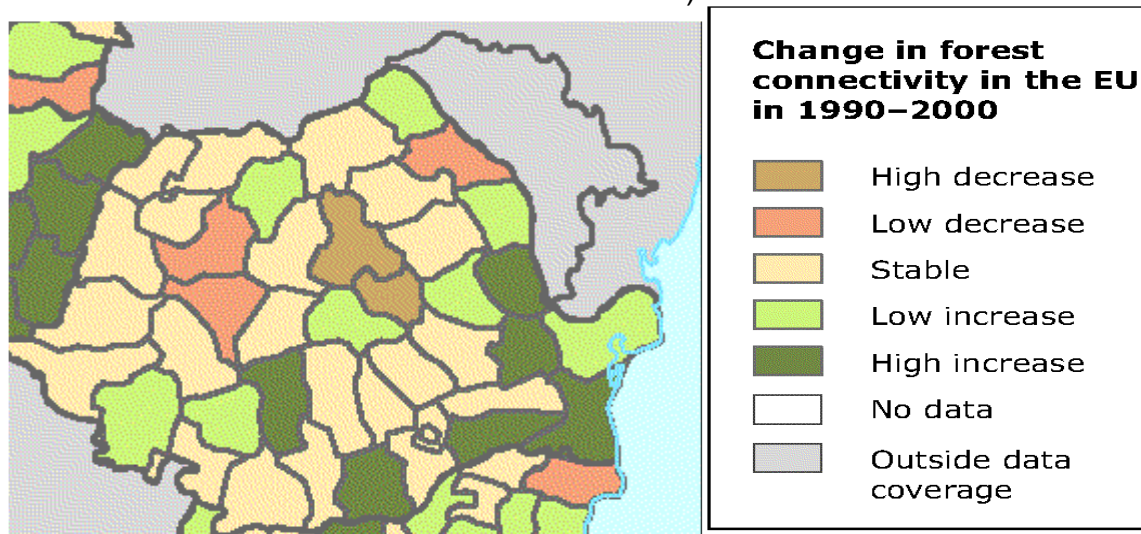 Change in forest
connectivity in the EU
in 1990–2000
High decrease
Low decrease
Stable
Low increase
High increase
No data
Outside data
coverage